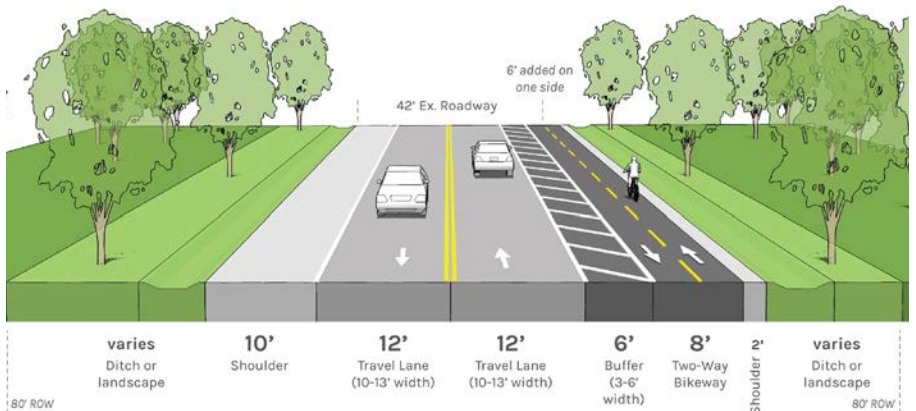 6' added on
one side
42' Ex. Roadway
varies
Ditch or
landscape
10'
Shoulder
12'
Travel Lane
(10-13' width)
12'
Travel Lane
(10-13' width)
6'
Buffer
(3-6'
width)
8'
Two-Way
Bikeway
2'
Shoulder
varies
Ditch or
landscape
80' ROW
80' ROW